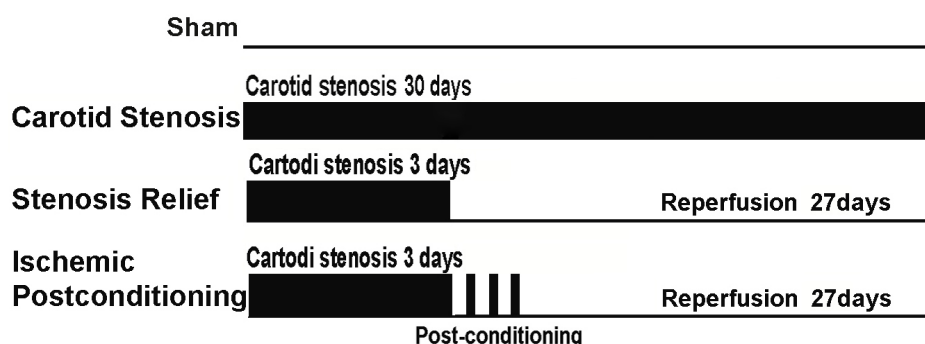 Sham
Carotid stenosis 30 days
Carotid Stenosis
Cartodi stenosis 3 days
Stenosis Relief
Reperfusion 27days
Cartodi stenosis 3 days
Ischemic
Postconditioning
Reperfusion 27days
Post-conditioning